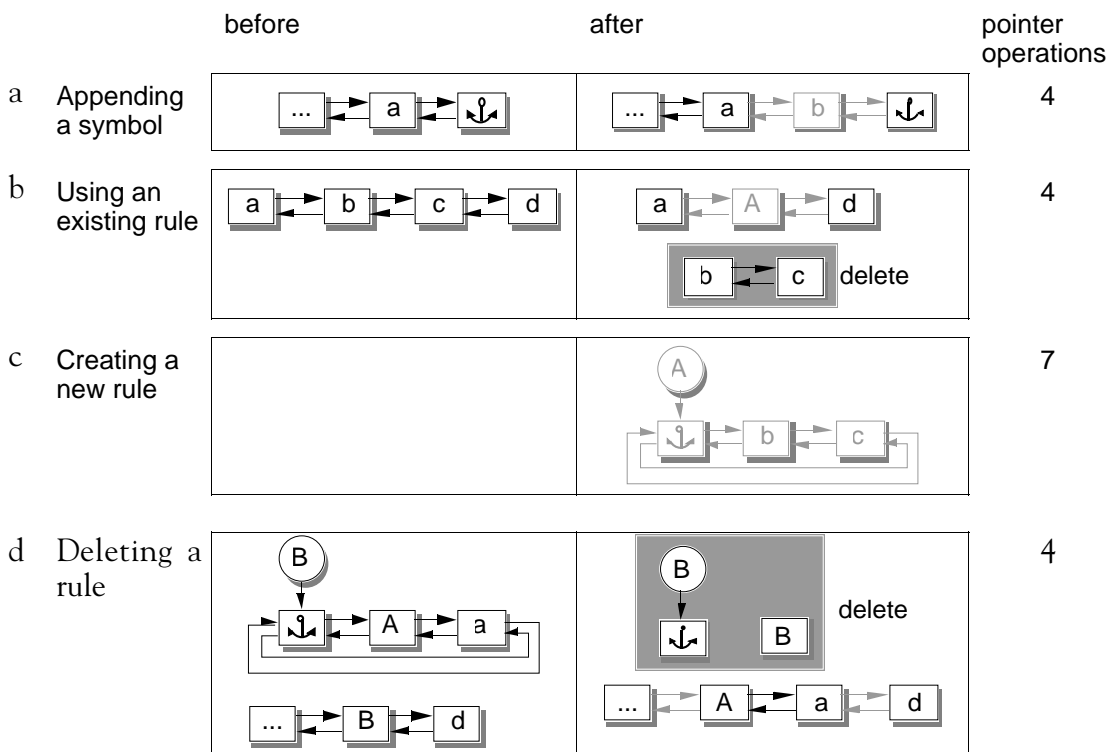 before after pointer operations
a Appending a symbol ... a ... a b 4
b Using an existing rule a b c d a A d 4
b c delete
c Creating a new rule A 7
b c
d Deleting a rule B B 4
delete
A a B
... A a d
... B d